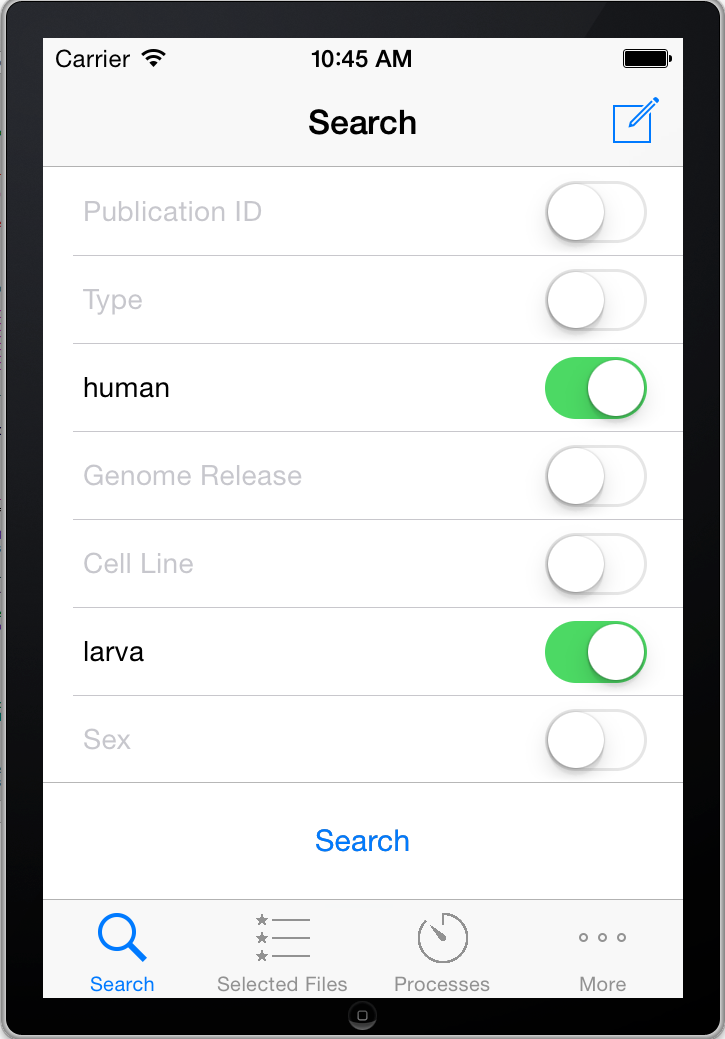 Carrier 10:45 AM
Search
Publication ID
Type
human
Genome Release
Cell Line
larva
Sex
Search
Search Selected Files Processes More